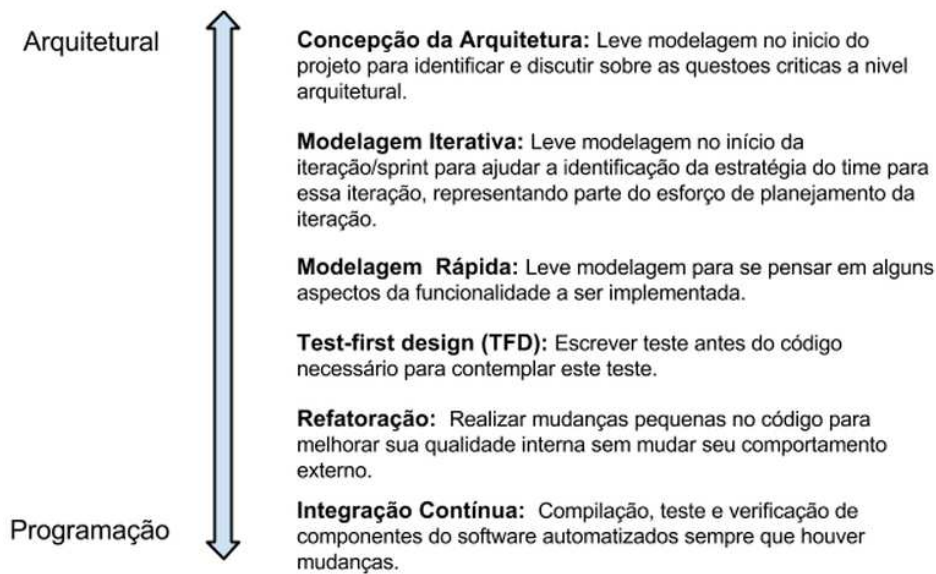 Arquitetural
Concepção da Arquitetura: Leve modelagem no inicio do
projeto para identificar e discutir sobre as questoes criticas a nivel
arquitetural.
Modelagem Iterativa: Leve modelagem no início da
iteração/sprint para ajudar a identificação da estratégia do time para
essa iteração, representando parte do esforço de planejamento da
iteração.
Modelagem Rápida: Leve modelagem para se pensar em alguns
aspectos da funcionalidade a ser implementada.
Test-first design (TFD): Escrever teste antes do código
necessário para contemplar este teste.
Refatoração: Realizar mudanças pequenas no código para
melhorar sua qualidade interna sem mudar seu comportamento
externo.
Programação
Integração Contínua: Compilação, teste e verificação de
componentes do software automatizados sempre que houver
mudanças.